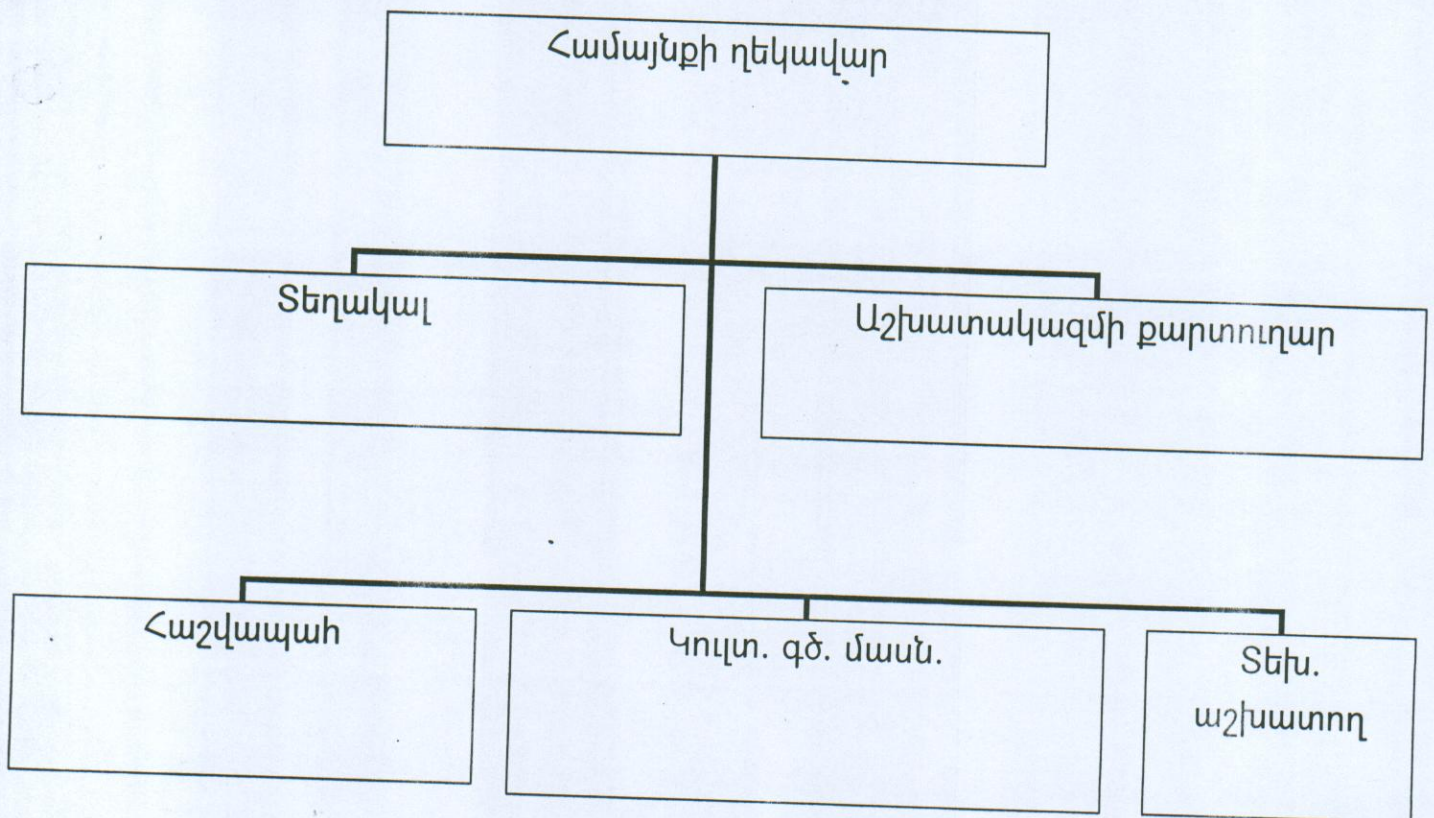 Համայնքի ղեկավար
Տեղակալ
Աշխատակազմի քարտուղար
Հաշվապահ
Կուլտ. գծ. մասն.
Տեխ.
աշխատող